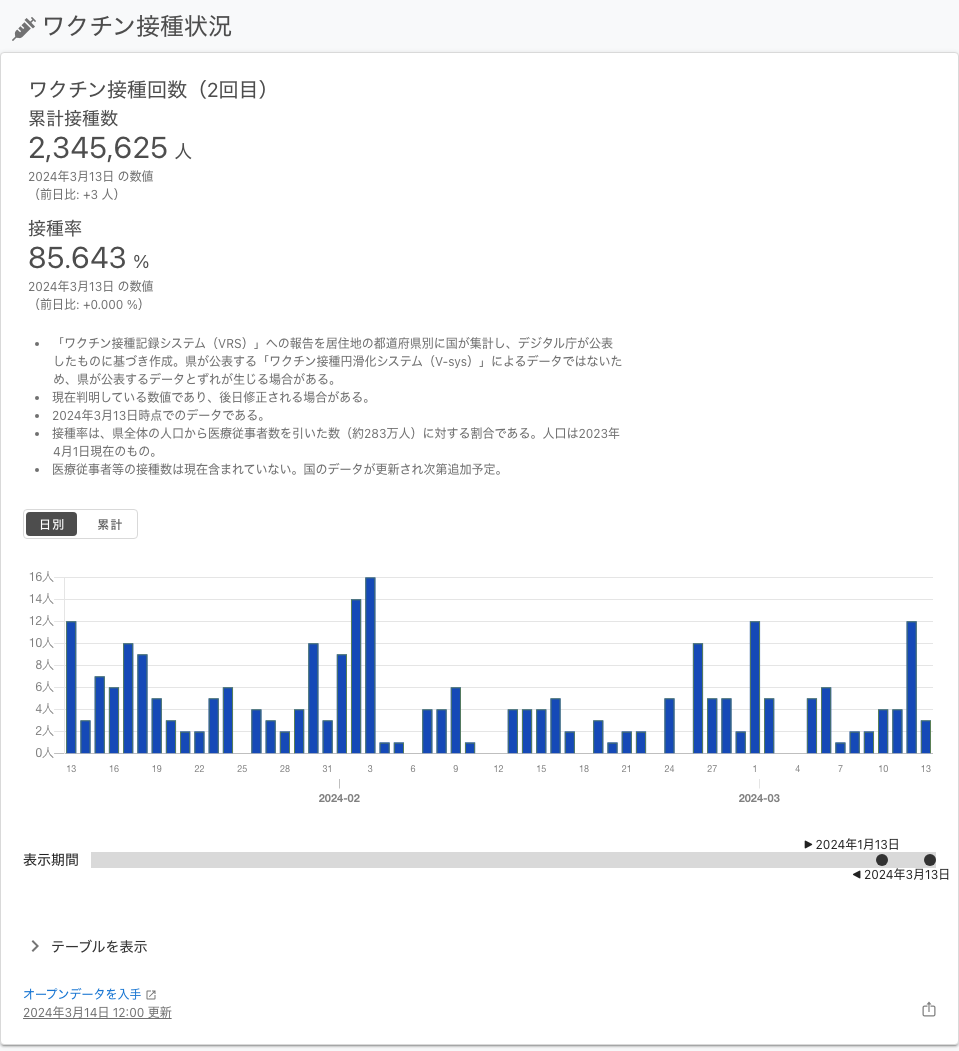 ワクチン接種状況
ワクチン接種回数（2回目）
累計接種数
2,345,625 人
2024年3月13日 の数値
（前日比: +3 人）
接種率
85.643 %
2024年3月13日 の数値
（前日比: +0.000 %）
• 「ワクチン接種記録システム（VRS）」への報告を居住地の都道府県別に国が集計し、デジタル庁が公表
したものに基づき作成。県が公表する「ワクチン接種円滑化システム（V-sys）」によるデータではないた
め、県が公表するデータとずれが生じる場合がある。
• 現在判明している数値であり、後日修正される場合がある。
• 2024年3月13日時点でのデータである。
• 接種率は、県全体の人口から医療従事者数を引いた数（約283万人）に対する割合である。人口は2023年
4月1日現在のもの。
• 医療従事者等の接種数は現在含まれていない。国のデータが更新され次第追加予定。
日別 累計
16人
14人
12人
10人
8人
6人
4人
2人
0人
13 16 19 22 25 28 31 3 6 9 12 15 18 21 24 27 1 4 7 10 13
2024-02 2024-03
2024年1月13日
表示期間
2024年3月13日
テーブルを表示
オープンデータを入手
2024年3月14日 12:00 更新